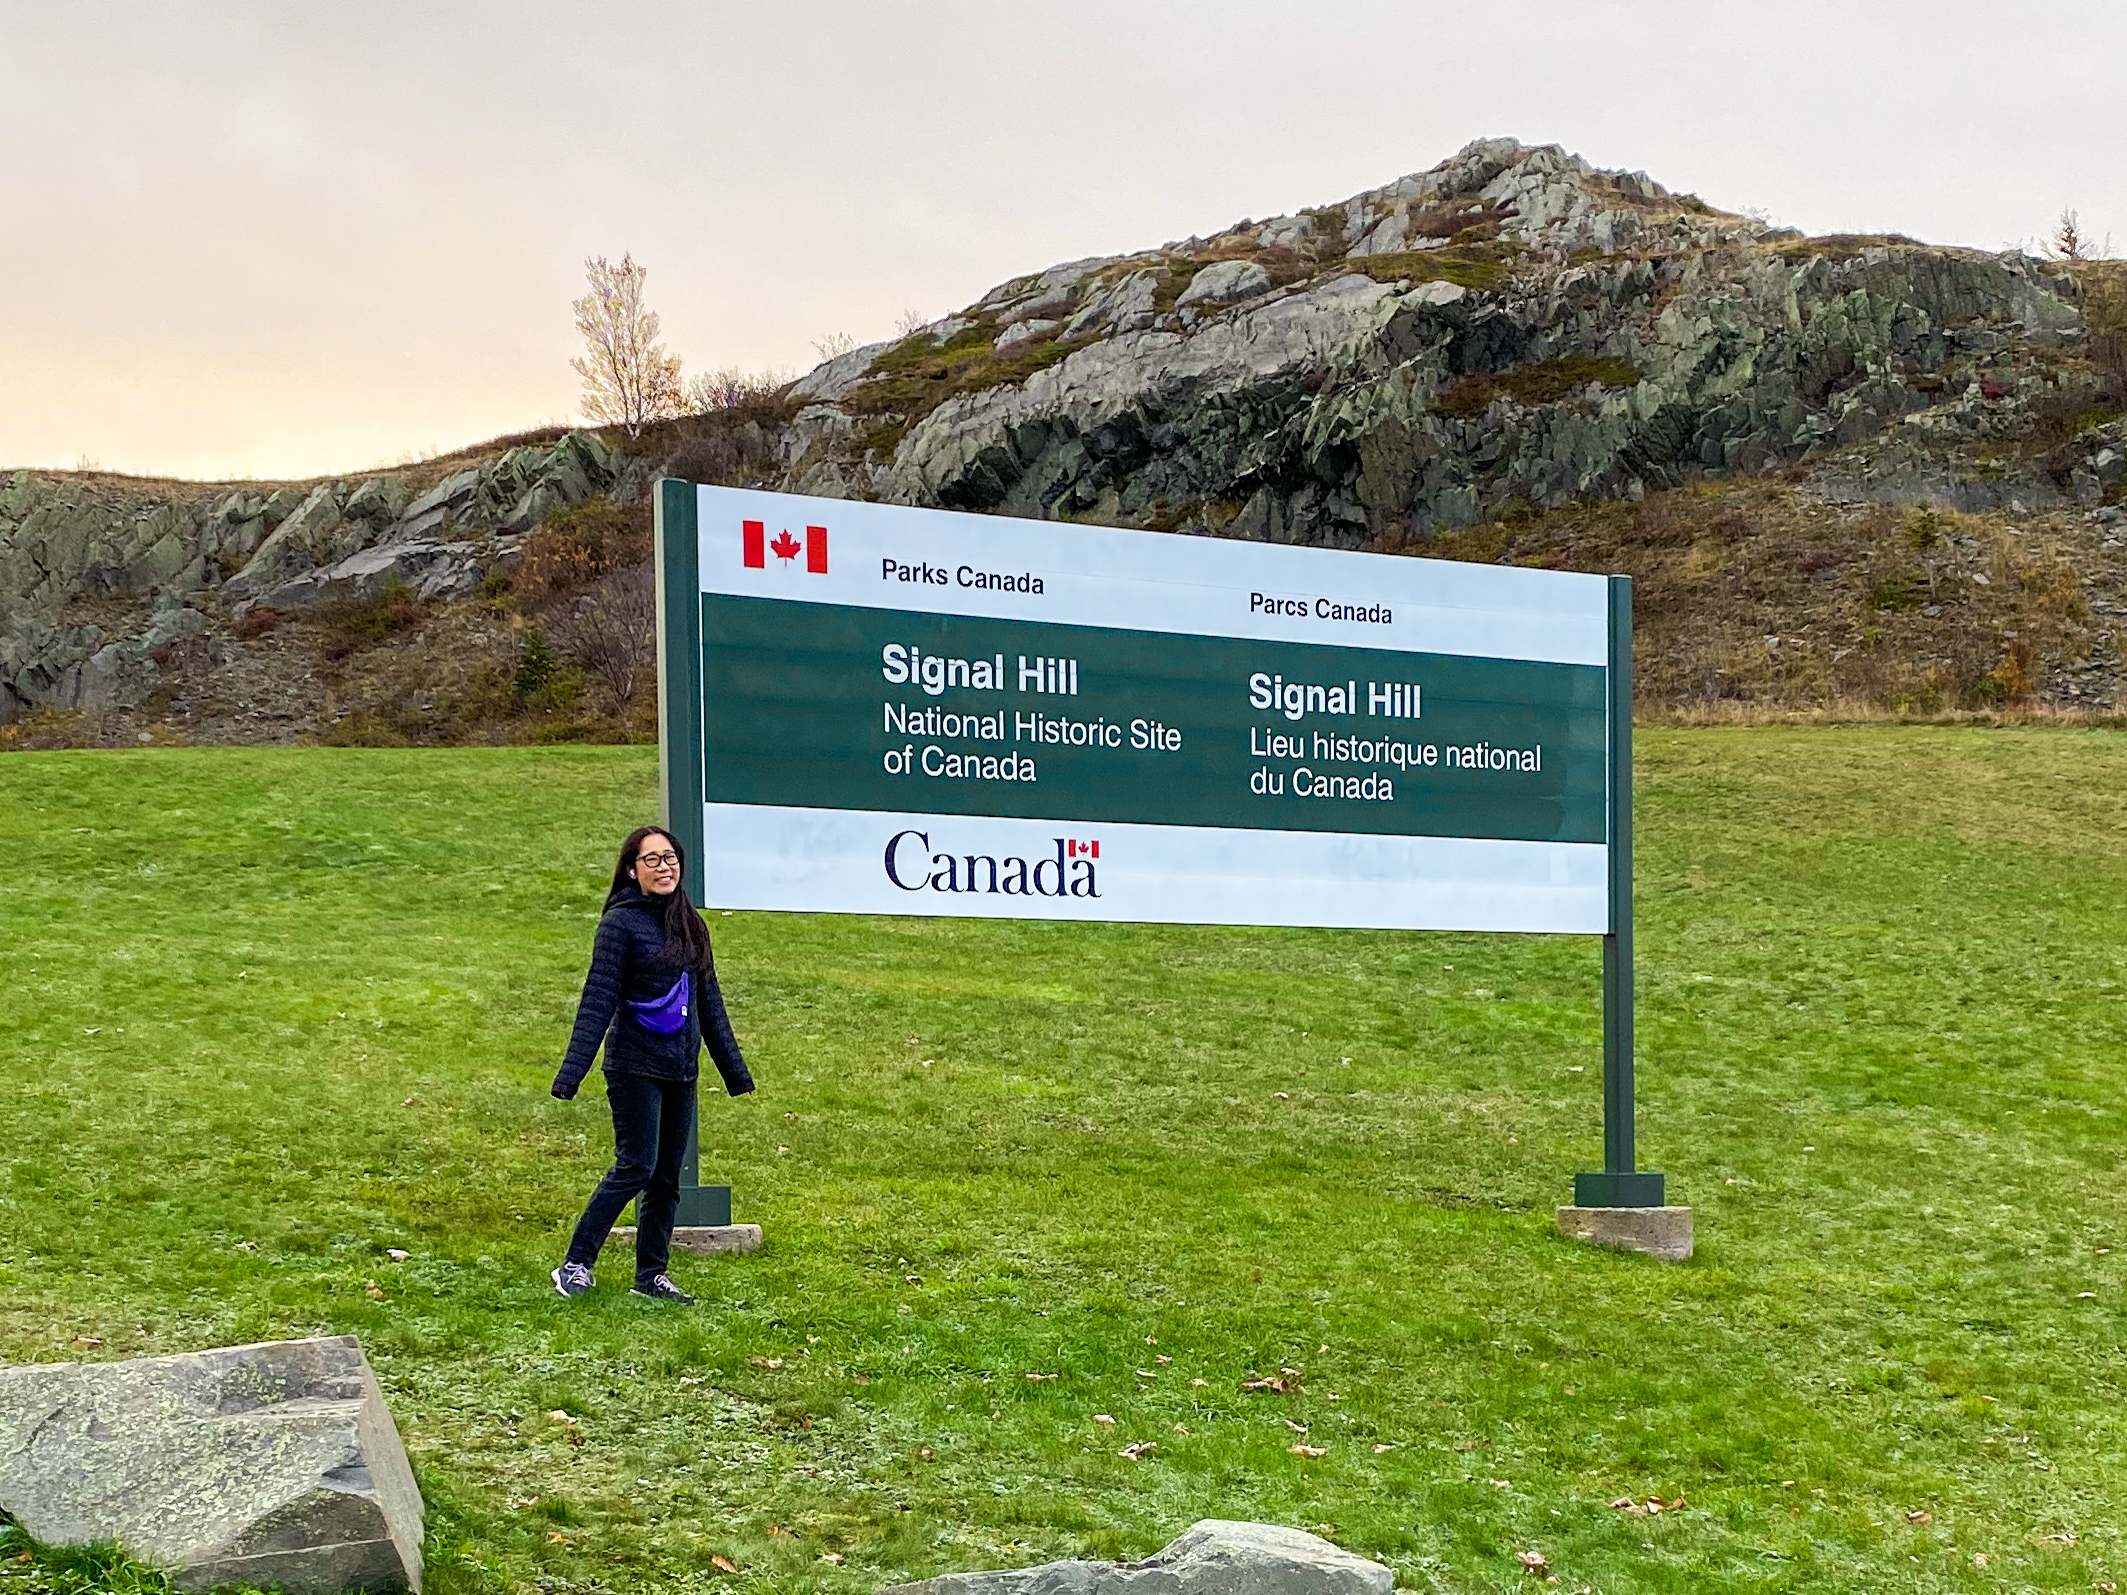 Parks Canada
Parcs Canada
Signal Hill
National Historic Site
of Canada
Signal Hill
Lieu historique national
du Canada
Canada